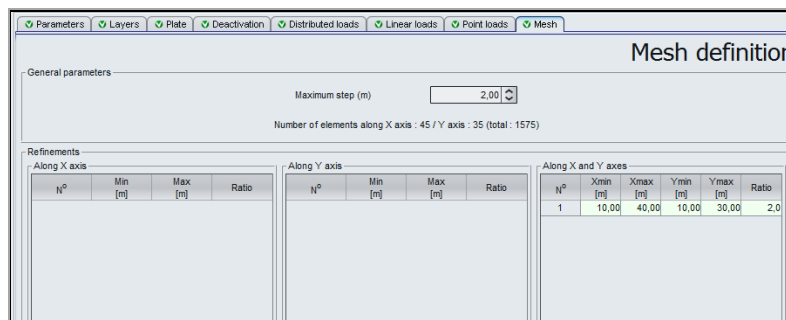 Parameters Layers Plate Deactivation Distributed loads Linear loads Point loads Mesh
Mesh definition
General parameters
Maximum step (m) 2,00
Number of elements along X axis : 45 / Y axis : 35 (total : 1575)
Refinements
Along X axis Along Y axis Along X and Y axes
N° Min [m] Max [m] Ratio N° Min [m] Max [m] Ratio N° Xmin [m] Xmax [m] Ymin [m] Ymax [m] Ratio
1 10,00 40,00 10,00 30,00 2,0